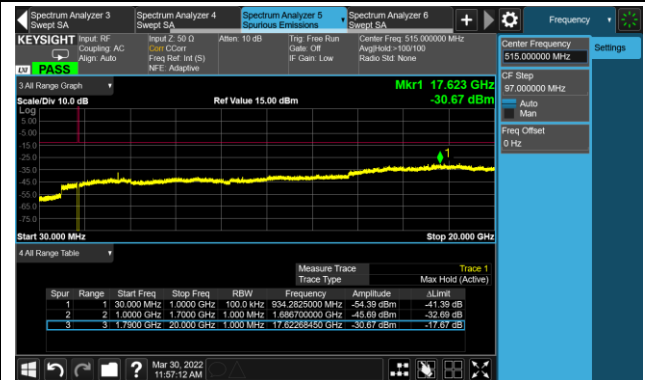 Spectrum Analyzer 3
Swept SA
Spectrum Analyzer 4
Swept SA
Spectrum Analyzer 5
Spurious Emissions
Spectrum Analyzer 6
Swept SA
Frequency
KEYSIGHT
Input: RF
Coupling: AC
Align: Auto
Input Z: 50 Ω
Corr CCorr
Freq Ref: Int (S)
NFE: Adaptive
Atten: 10 dB
Trig: Free Run
Gate: Off
IF Gain: Low
Center Freq: 515.000000 MHz
Avg|Hold:>100/100
Radio Std: None
LXI PASS
Center Frequency
515.000000 MHz
Settings
CF Step
97.000000 MHz
Auto
Man
Freq Offset
0 Hz
3 All Range Graph
Mkr1 17.623 GHz
Scale/Div 10.0 dB
Ref Value 15.00 dBm
-30.67 dBm
Log
5.00
-5.00
-15.0
-25.0
-35.0
-45.0
-55.0
-65.0
-75.0
1
Start 30.000 MHz
Stop 20.000 GHz
4 All Range Table
Measure Trace Trace 1
Trace Type Max Hold (Active)
Spur Range Start Freq Stop Freq RBW Frequency Amplitude ΔLimit
1 1 30.000 MHz 1.0000 GHz 100.0 kHz 934.2825000 MHz -54.39 dBm -41.39 dB
2 2 1.0000 GHz 1.7000 GHz 1.000 MHz 1.686700000 GHz -45.69 dBm -32.69 dB
3 3 1.7900 GHz 20.000 GHz 1.000 MHz 17.62268450 GHz -30.67 dBm -17.67 dB
Mar 30, 2022
11:57:12 AM